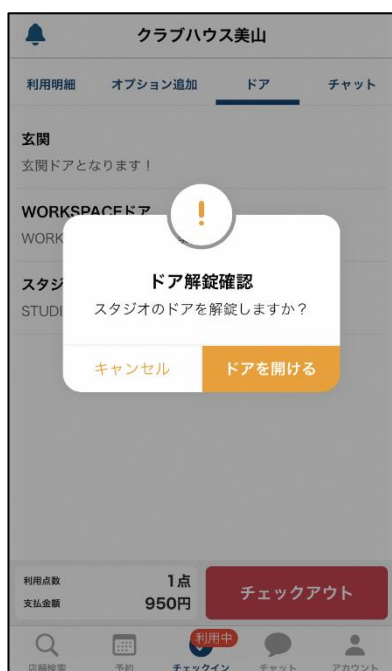 クラブハウス美山
利用明細 オプション追加 ドア チャット
玄関
玄関ドアとなります！
WORKSPACEドア
WORK
!
スタジ
STUDI
ドア解錠確認
スタジオのドアを解錠しますか？
キャンセル ドアを開ける
利用点数 1点
支払金額 950円
チェックアウト
利用中
店舗検索 予約 チェックイン チャット アカウント